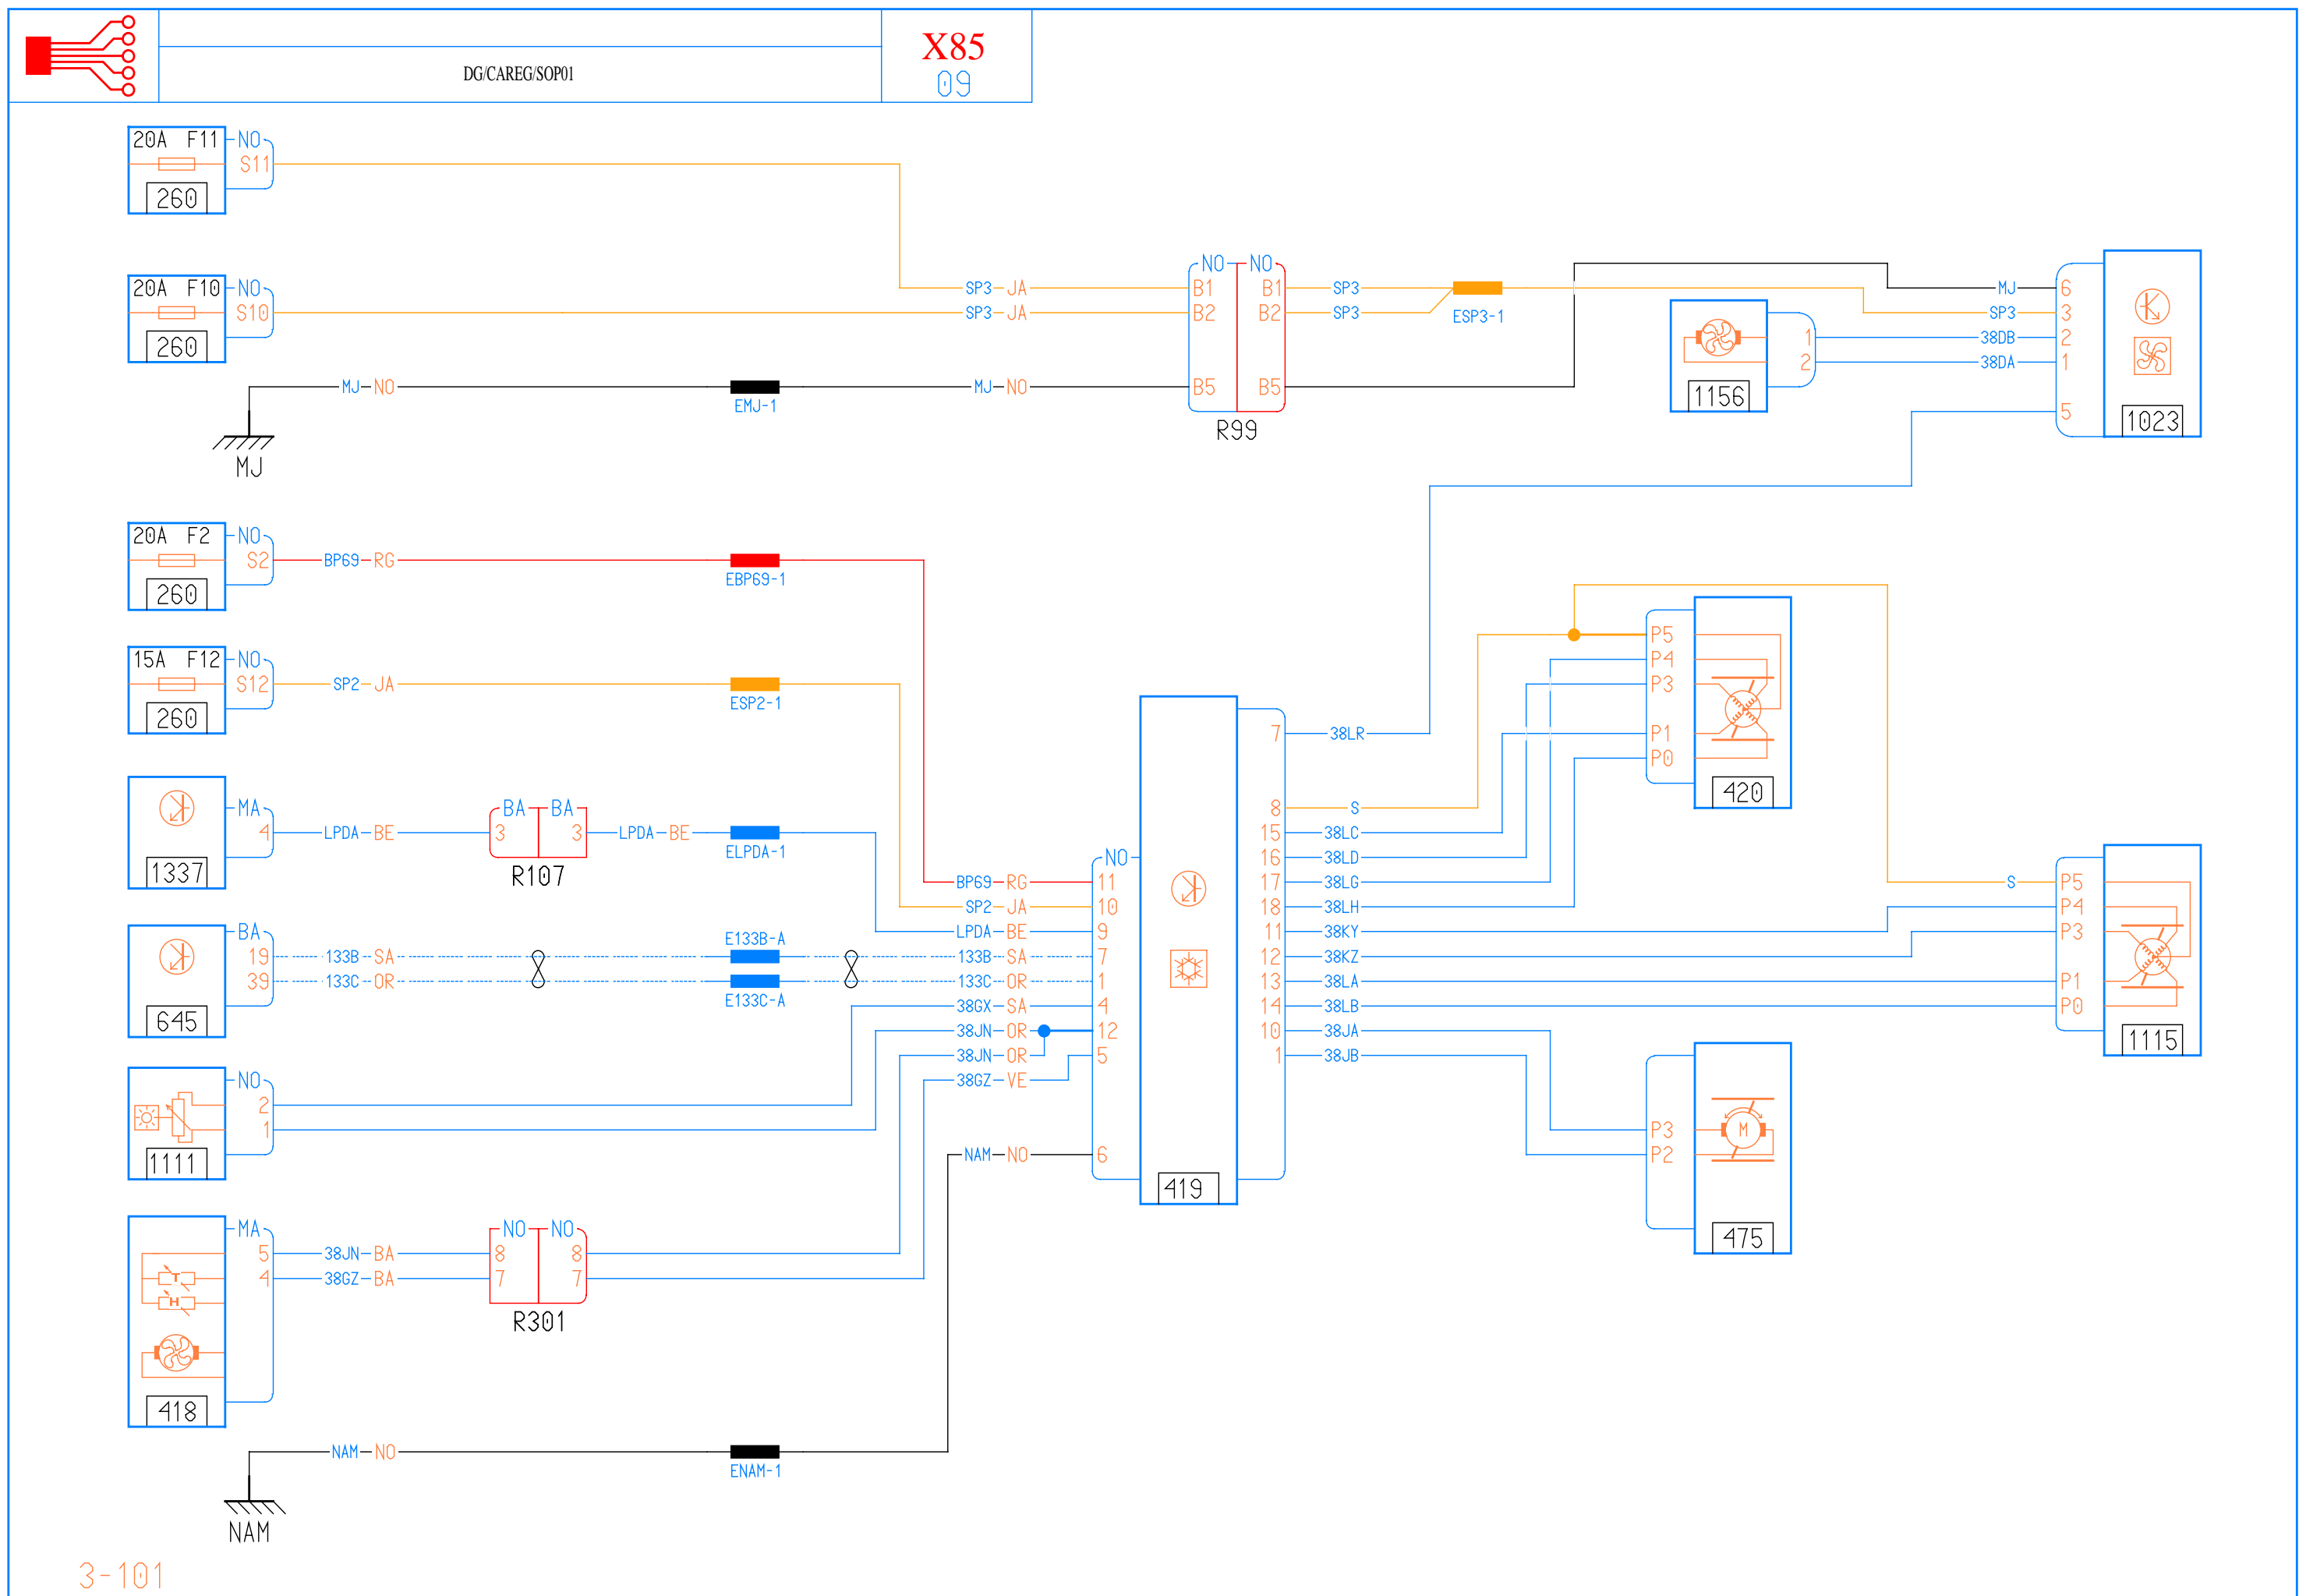 X85
DG/CAREG/SOP01
09
20A F11 NO
S11
260
20A F10 NO
S10
260
SP3 JA
SP3 JA
MJ NO
EMJ-1
MJ NO
MJ
NO NO
B1 B1
B2 B2
B5 B5
R99
SP3
SP3
ESP3-1
1
2
1156
MJ 6
SP3 3
38DB 2
38DA 1
5
1023
20A F2 NO
S2 BP69 RG
EBP69-1
260
15A F12 NO
S12 SP2 JA
ESP2-1
260
MA
4 LPDA BE
1337
BA BA
3 3
R107
LPDA BE
ELPDA-1
BA
19 133B SA
39 133C OR
645
E133B-A
E133C-A
NO
2
1
1111
MA
5 38JN BA
4 38GZ BA
T
H
418
NO NO
8 8
7 7
R301
NAM NO
ENAM-1
NAM
NO
BP69 RG 11
SP2 JA 10
LPDA BE 9
133B SA 7
133C OR 1
38GX SA 4
38JN OR 12
38JN OR 5
38GZ VE
NAM NO 6
419
7 38LR
8 S
15 38LC
16 38LD
17 38LG
18 38LH
11 38KY
12 38KZ
13 38LA
14 38LB
10 38JA
1 38JB
P5
P4
P3
P1
P0
420
S P5
P4
P3
P1
P0
1115
P3
P2
M
475
3-101